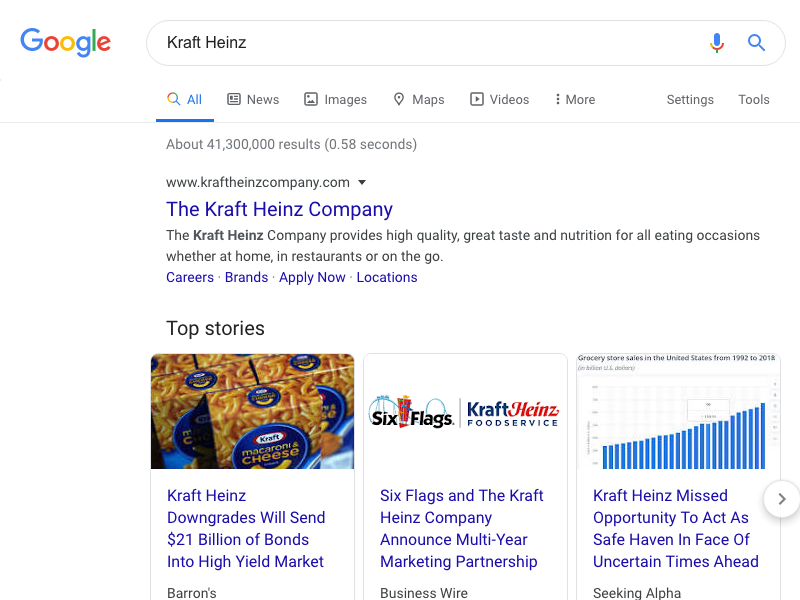 Google
Kraft Heinz
All
News
Images
Maps
Videos
More
Settings
Tools
About 41,300,000 results (0.58 seconds)
www.kraftheinzcompany.com
The Kraft Heinz Company
The Kraft Heinz Company provides high quality, great taste and nutrition for all eating occasions
whether at home, in restaurants or on the go.
Careers · Brands · Apply Now · Locations
Top stories
Kraft
macaroni &
CHEESE
Kraft Heinz
Downgrades Will Send
$21 Billion of Bonds
Into High Yield Market
Barron's
Six Flags
Kraft Heinz
FOODSERVICE
Six Flags and The Kraft
Heinz Company
Announce Multi-Year
Marketing Partnership
Business Wire
Grocery store sales in the United States from 1992 to 2018
(in billion U.S. dollars)
Kraft Heinz Missed
Opportunity To Act As
Safe Haven In Face Of
Uncertain Times Ahead
Seeking Alpha